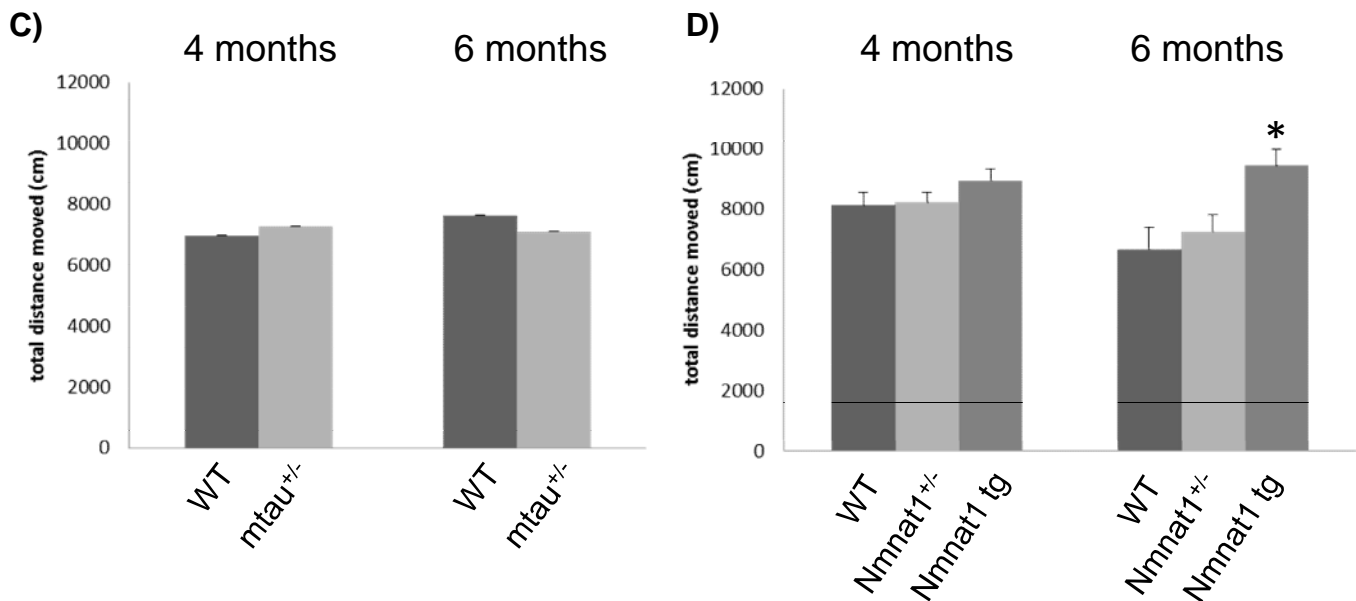 C)
4 months
6 months
total distance moved (cm)
12000
10000
8000
6000
4000
2000
0
WT
mtau+/-
WT
mtau+/-
D)
4 months
6 months
total distance moved (cm)
12000
10000
8000
6000
4000
2000
0
*
WT
Nmnat1+/-
Nmnat1 tg
WT
Nmnat1+/-
Nmnat1 tg